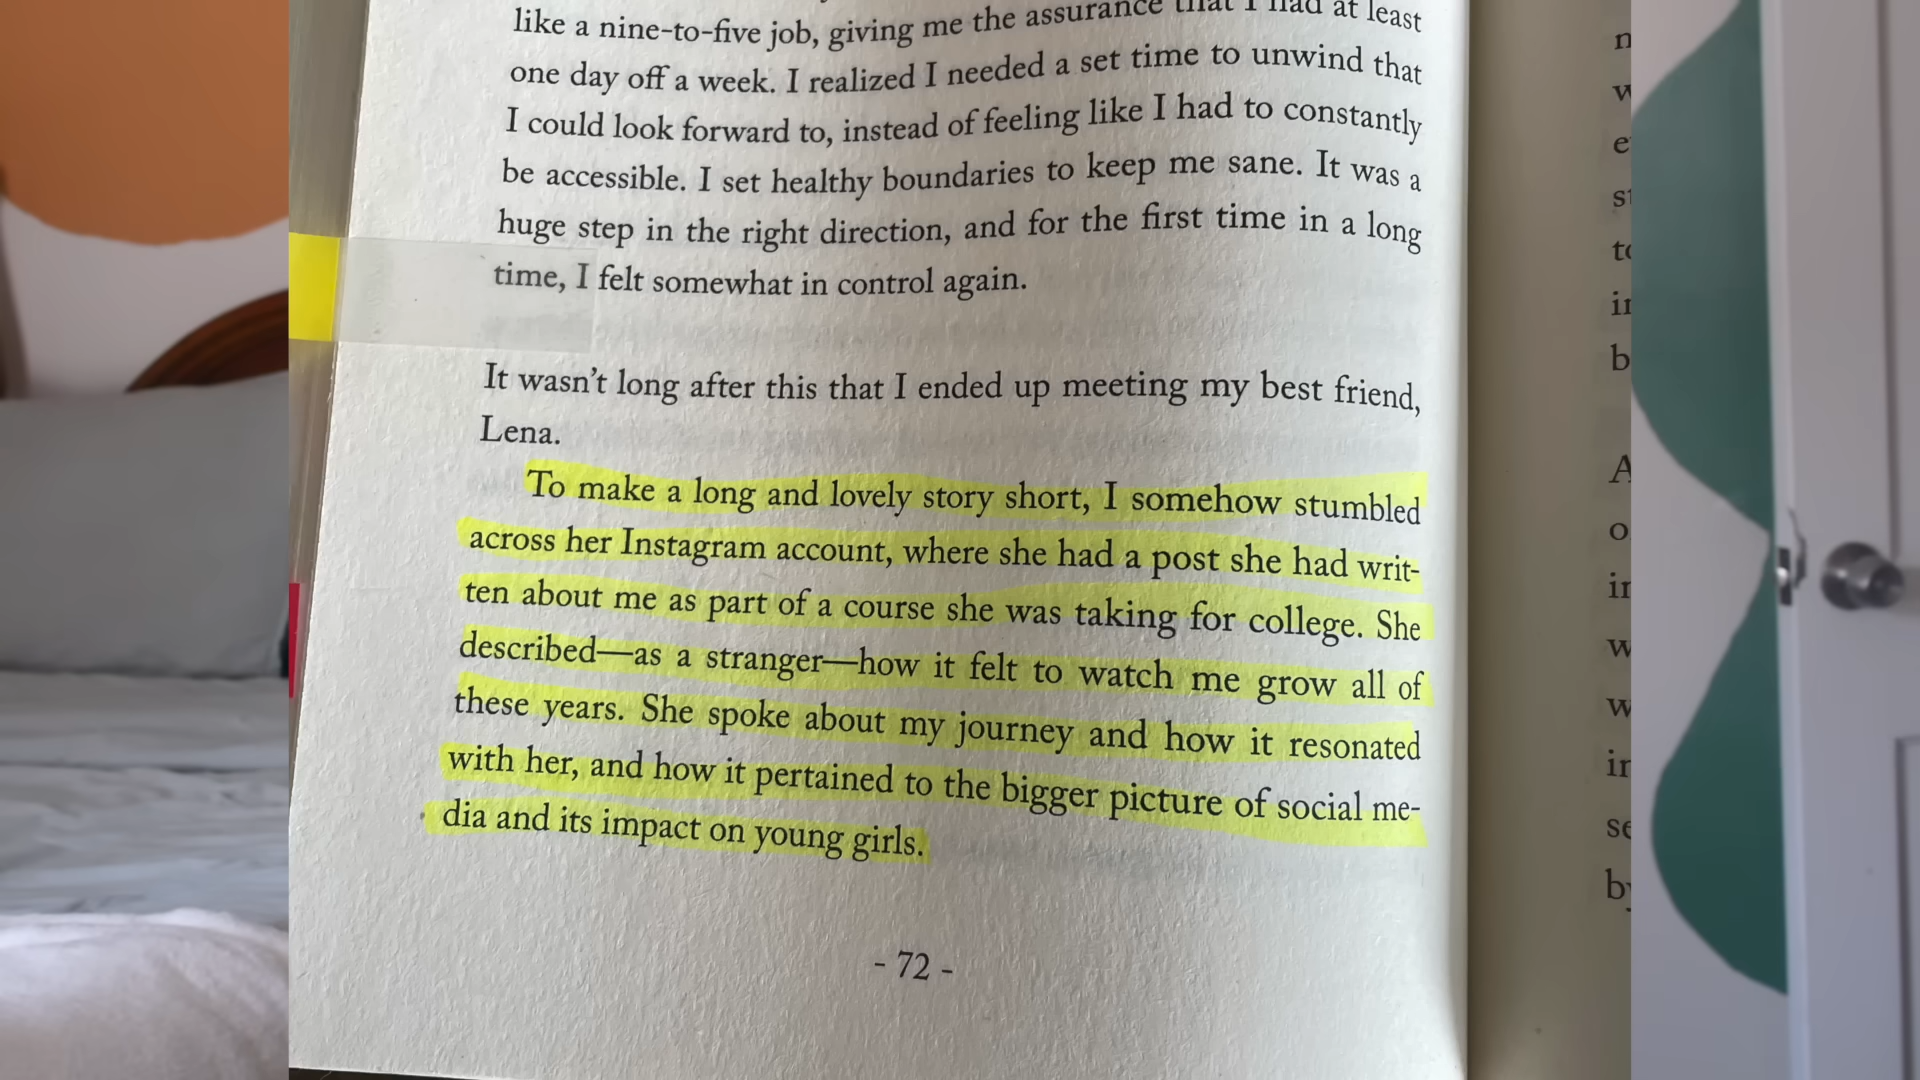 like a nine-to-five job, giving me the assurance that I had at least
one day off a week. I realized I needed a set time to unwind that
I could look forward to, instead of feeling like I had to constantly
be accessible. I set healthy boundaries to keep me sane. It was a
huge step in the right direction, and for the first time in a long
time, I felt somewhat in control again.
It wasn't long after this that I ended up meeting my best friend,
Lena.
To make a long and lovely story short, I somehow stumbled
across her Instagram account, where she had a post she had writ-
ten about me as part of a course she was taking for college. She
described—as a stranger—how it felt to watch me grow all of
these years. She spoke about my journey and how it resonated
with her, and how it pertained to the bigger picture of social me-
dia and its impact on young girls.
- 72 -